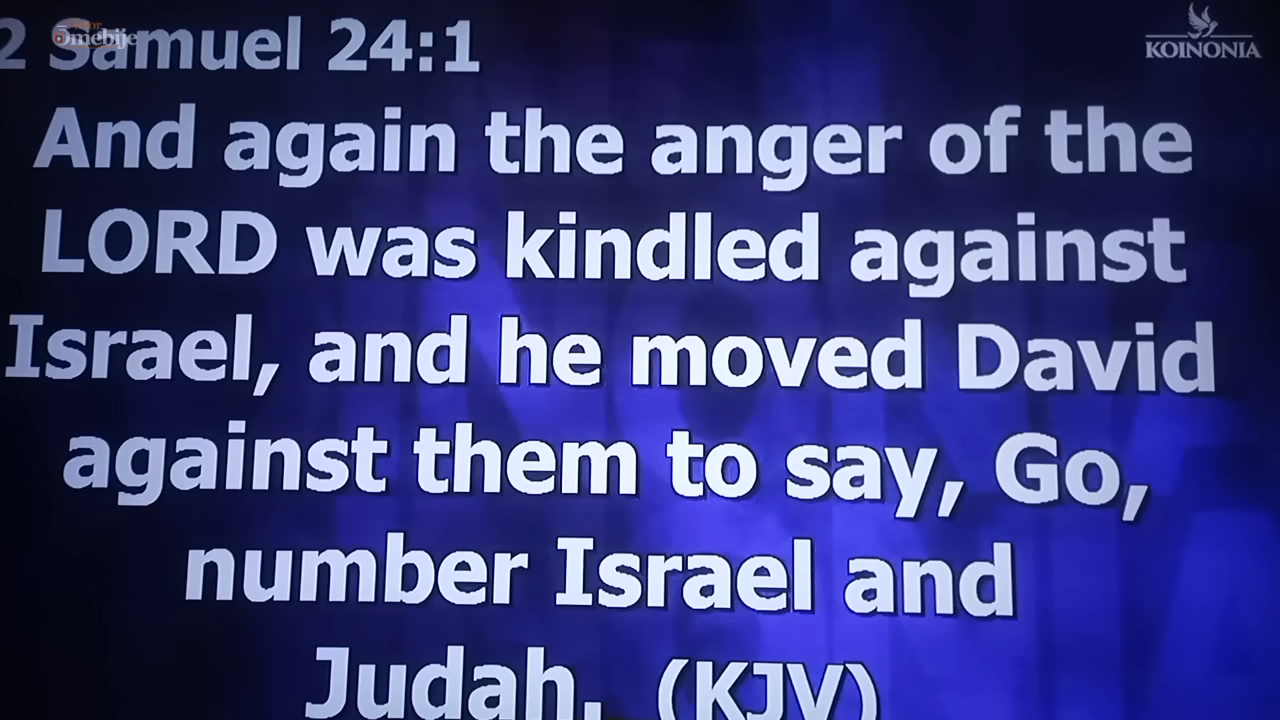 2 Samuel 24:1
Omebije
KOINONIA
And again the anger of the
LORD was kindled against
Israel, and he moved David
against them to say, Go,
number Israel and
Judah. (KJV)